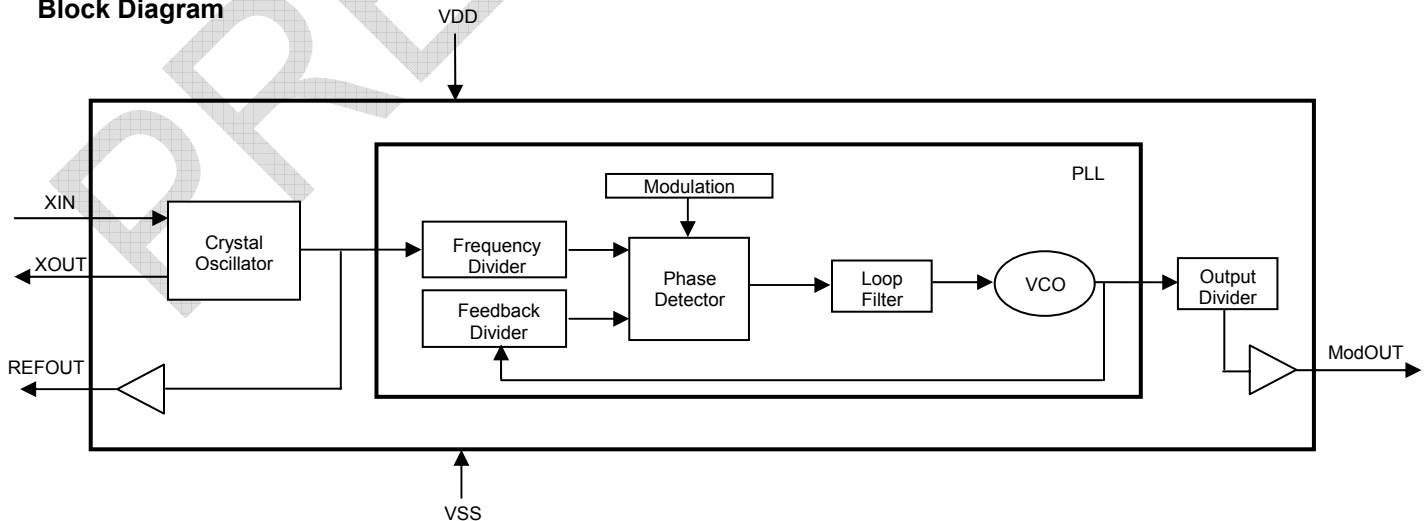 Block Diagram
VDD
PLL
Modulation
XIN
Crystal
Oscillator
XOUT
Frequency
Divider
Feedback
Divider
Phase
Detector
Loop
Filter
VCO
Output
Divider
REFOUT
ModOUT
VSS
PRE